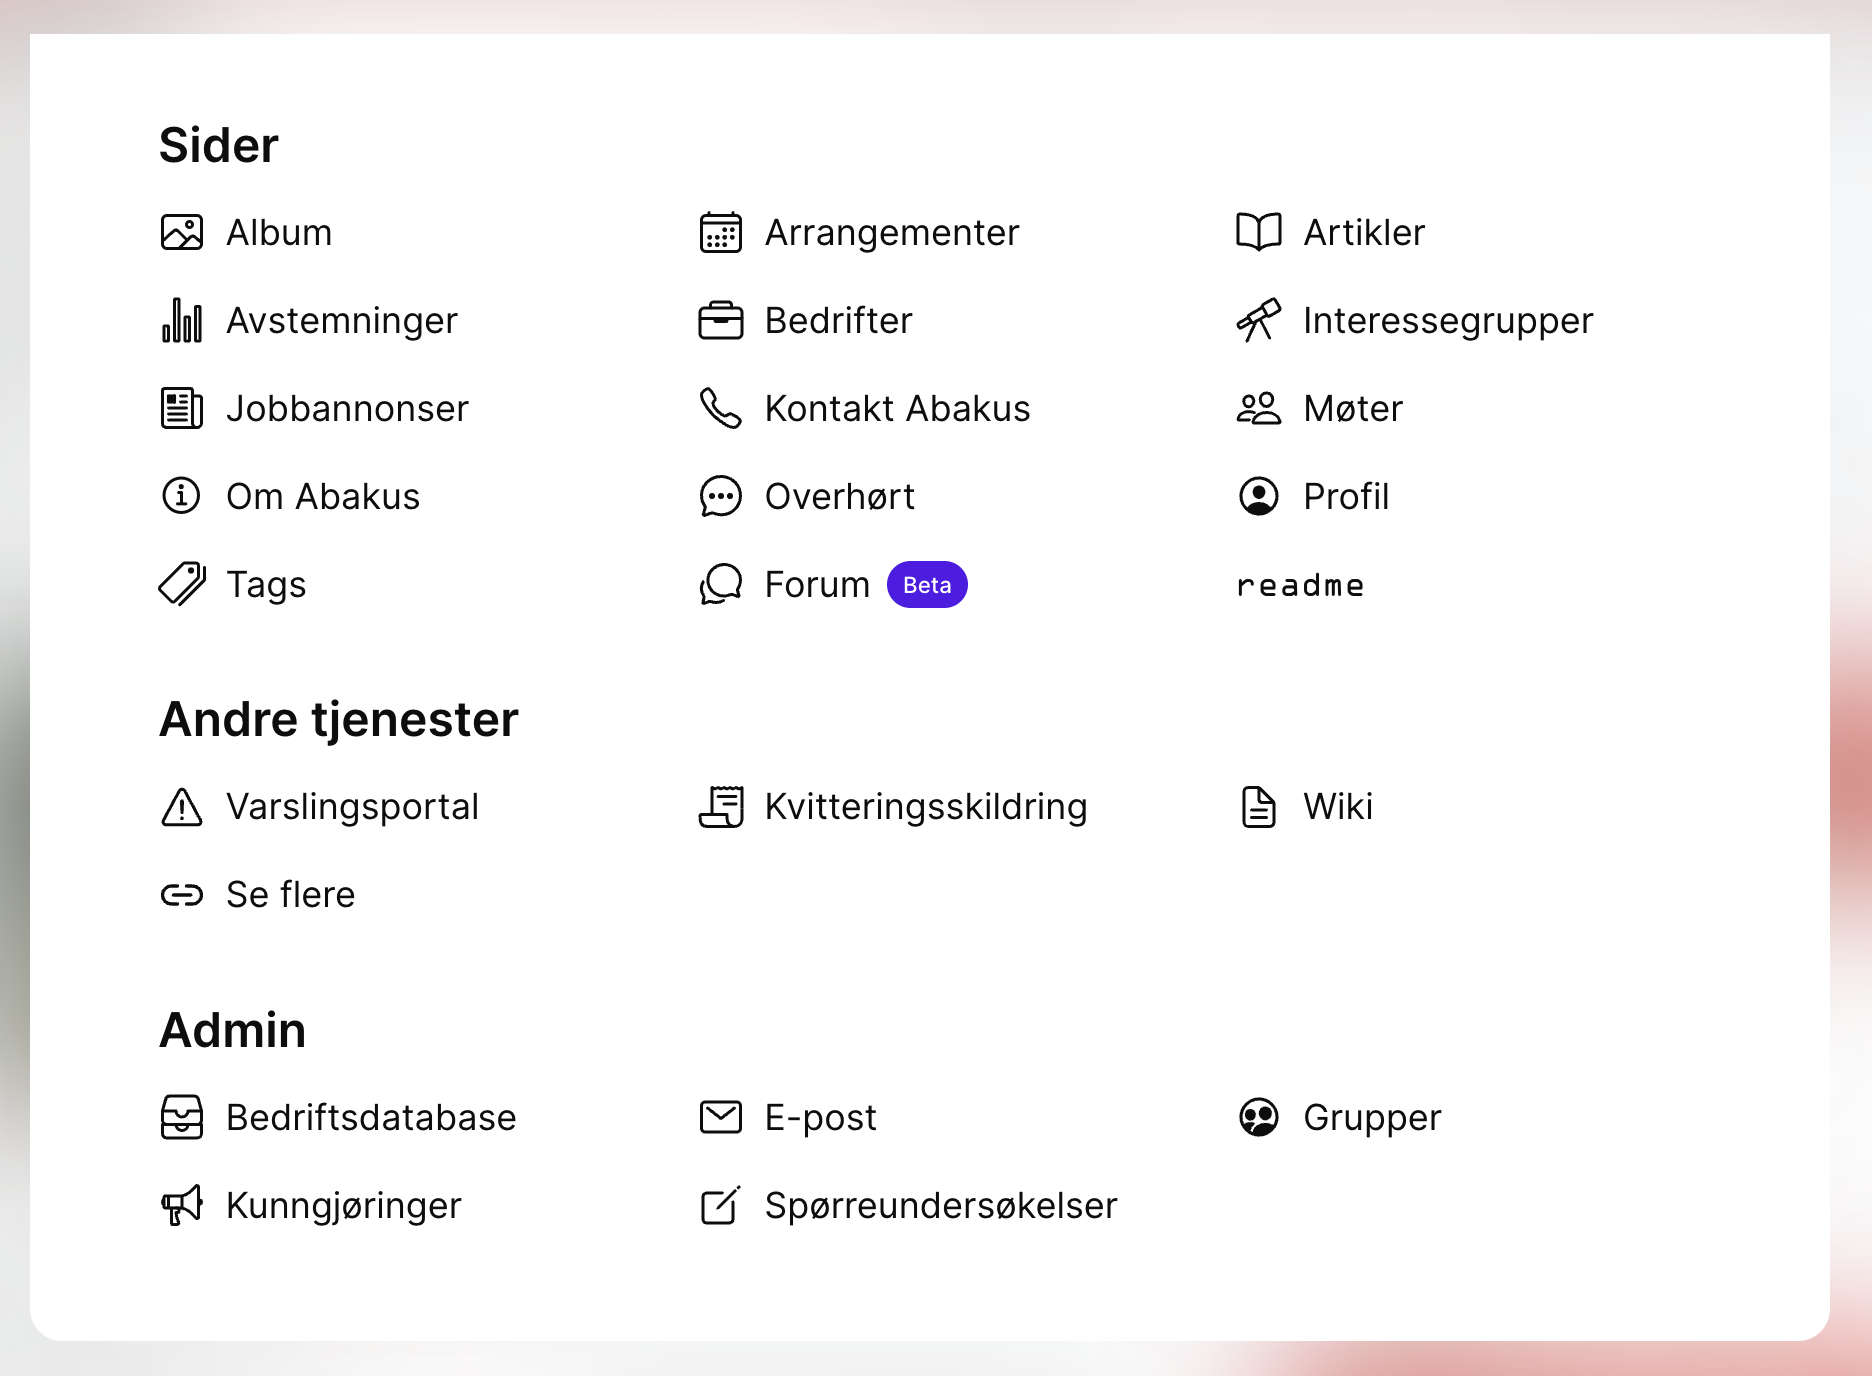 Sider
Album
Arrangementer
Artikler
Avstemninger
Bedrifter
Interessegrupper
Jobbannonser
Kontakt Abakus
Møter
Om Abakus
Overhørt
Profil
Tags
Forum Beta
readme
Andre tjenester
Varslingsportal
Kvitteringsskildring
Wiki
Se flere
Admin
Bedriftsdatabase
E-post
Grupper
Kunngjøringer
Spørreundersøkelser